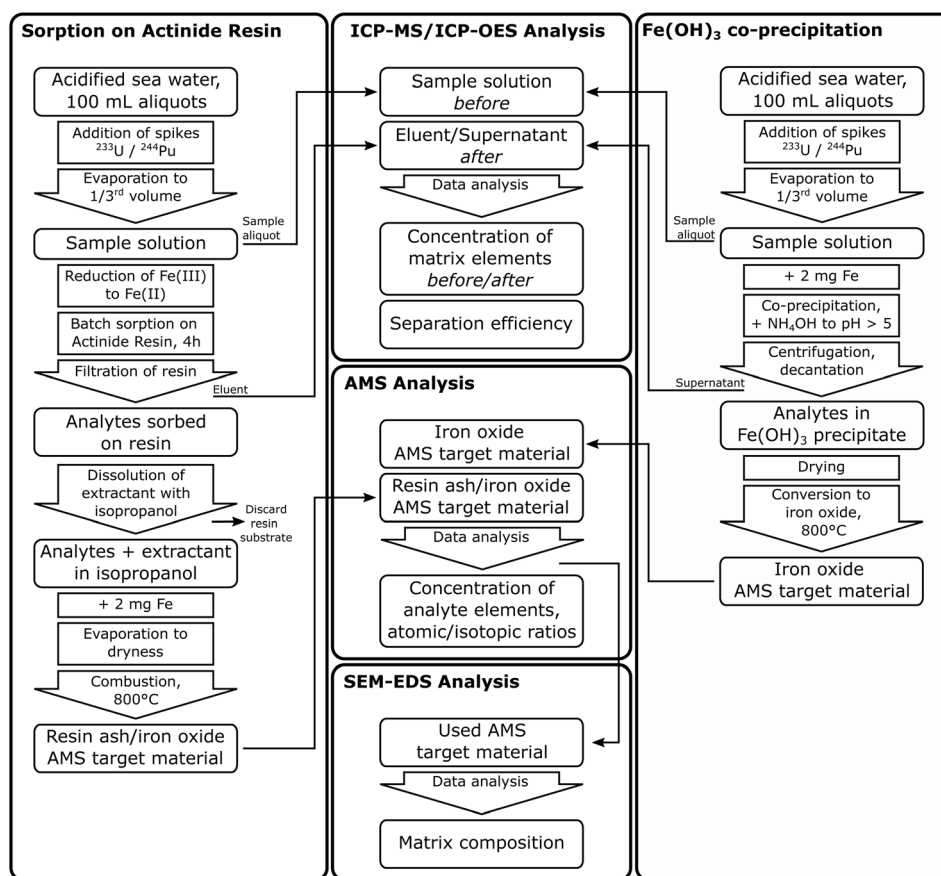 Sorption on Actinide Resin
Acidified sea water,
100 mL aliquots
Addition of spikes
²³³U / ²⁴⁴Pu
Evaporation to
1/3ʳᵈ volume
Sample solution
Sample
aliquot
Reduction of Fe(III)
to Fe(II)
Batch sorption on
Actinide Resin, 4h
Filtration of resin
Eluent
Analytes sorbed
on resin
Dissolution of
extractant with
isopropanol
Discard
resin
substrate
Analytes + extractant
in isopropanol
+ 2 mg Fe
Evaporation to
dryness
Combustion,
800°C
Resin ash/iron oxide
AMS target material
ICP-MS/ICP-OES Analysis
Sample solution
before
Eluent/Supernatant
after
Data analysis
Concentration of
matrix elements
before/after
Separation efficiency
AMS Analysis
Iron oxide
AMS target material
Resin ash/iron oxide
AMS target material
Data analysis
Concentration of
analyte elements,
atomic/isotopic ratios
SEM-EDS Analysis
Used AMS
target material
Data analysis
Matrix composition
Fe(OH)₃ co-precipitation
Acidified sea water,
100 mL aliquots
Addition of spikes
²³³U / ²⁴⁴Pu
Evaporation to
1/3ʳᵈ volume
Sample
aliquot
Sample solution
+ 2 mg Fe
Co-precipitation,
+ NH₄OH to pH > 5
Centrifugation,
decantation
Supernatant
Analytes in
Fe(OH)₃ precipitate
Drying
Conversion to
iron oxide,
800°C
Iron oxide
AMS target material